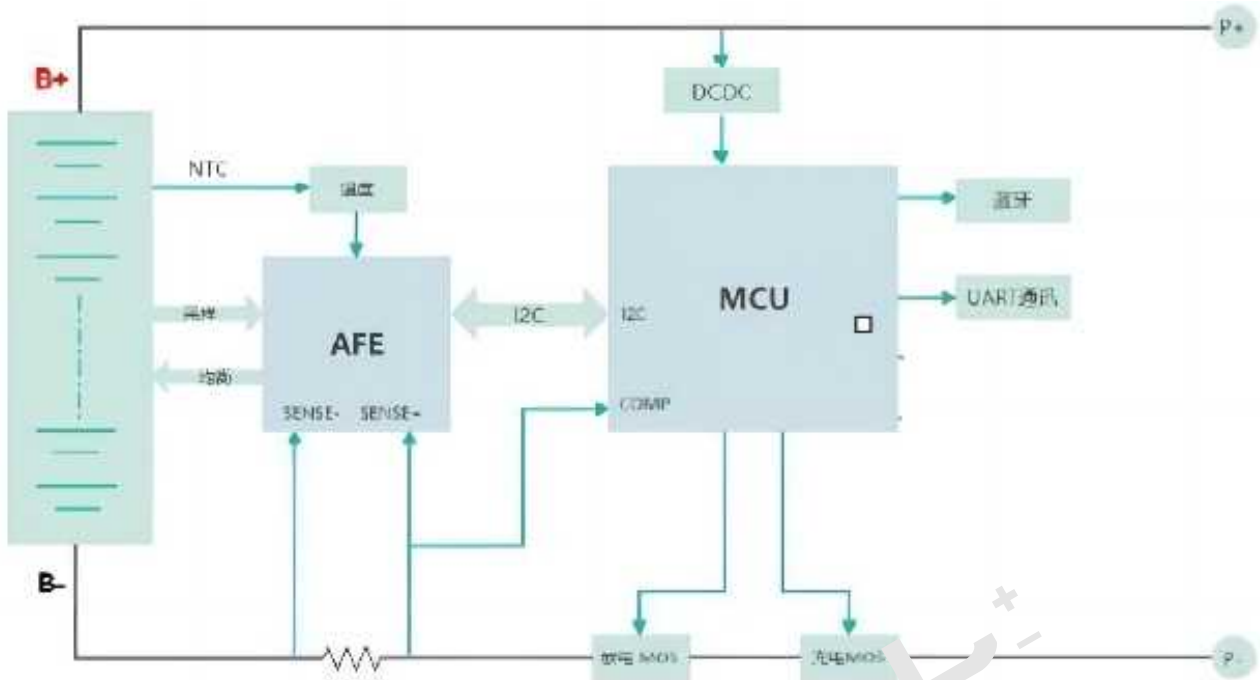 P+
B+
DCDC
NTC
温度
蓝牙
采样
I2C
I2C
MCU
UART通讯
AFE
均衡
SENSE-
SENSE+
COMP
B-
放电 MOS
充电MOS
P-